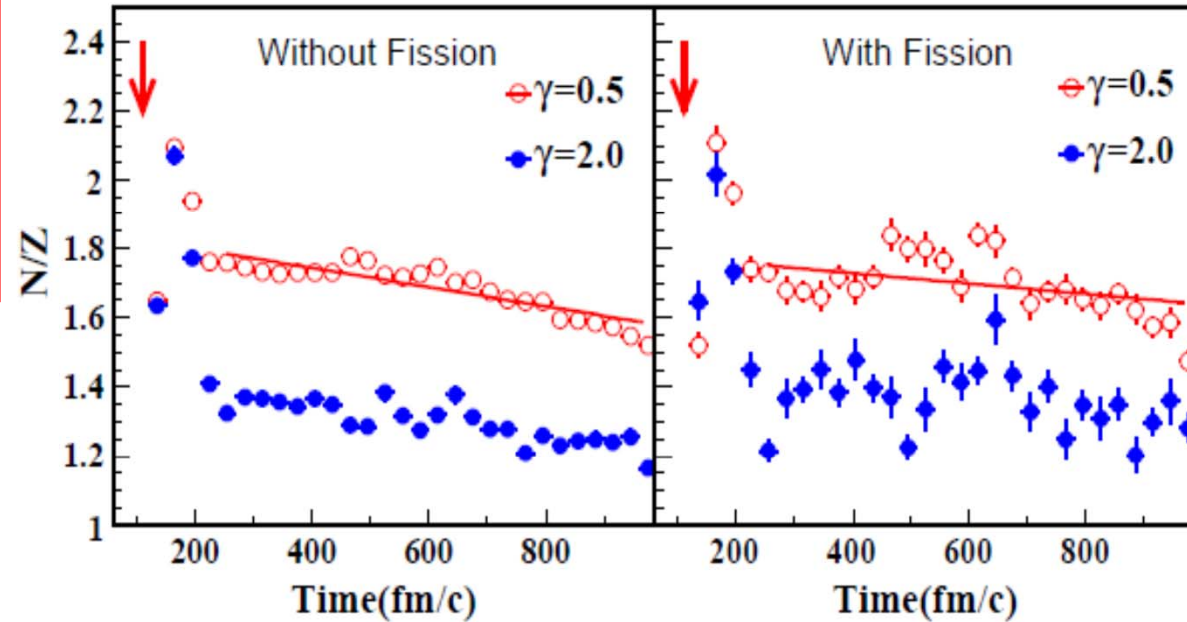 Without Fission
γ=0.5
γ=2.0
With Fission
γ=0.5
γ=2.0
N/Z
2.4
2.2
2
1.8
1.6
1.4
1.2
1
200 400 600 800
200 400 600 800
Time(fm/c)
Time(fm/c)